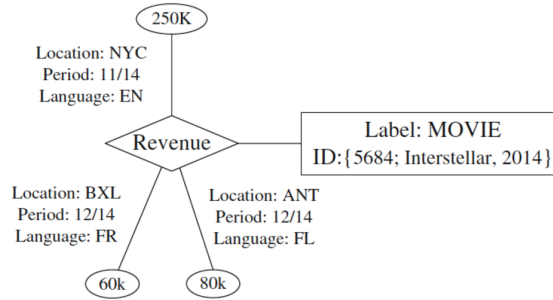 250K
Location: NYC
Period: 11/14
Language: EN
Revenue
Label: MOVIE
ID:{5684; Interstellar, 2014}
Location: BXL
Period: 12/14
Language: FR
Location: ANT
Period: 12/14
Language: FL
60k
80k